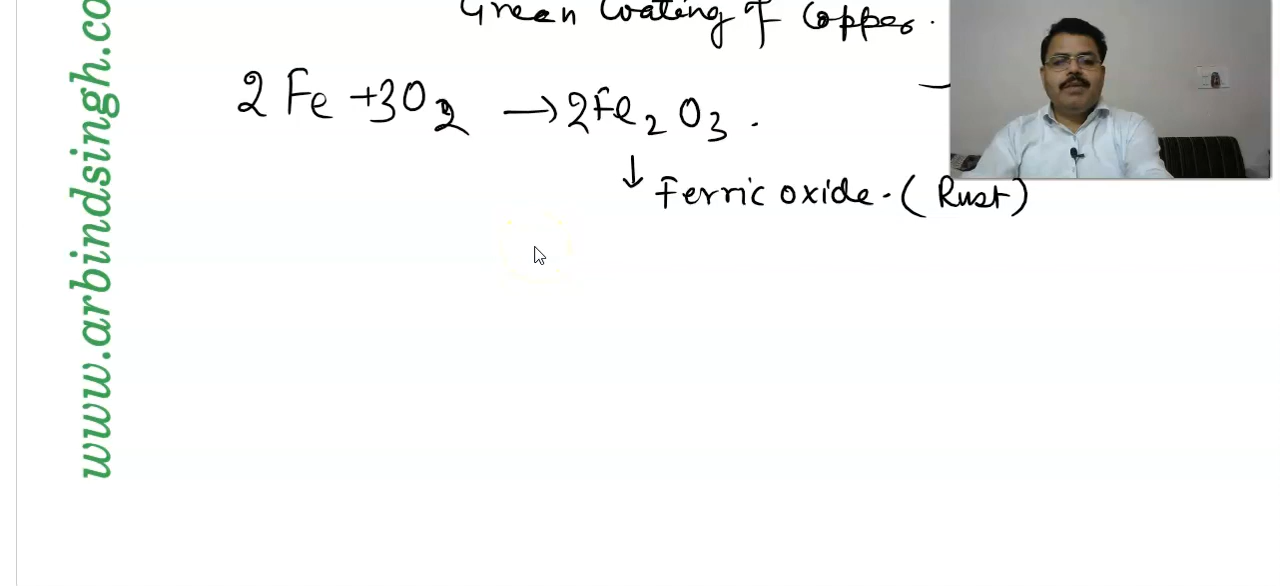 Green Coating of Copper.
2 Fe + 3O2 → 2Fe2O3.
↓ Ferric oxide. (Rust)
www.arbindsingh.co